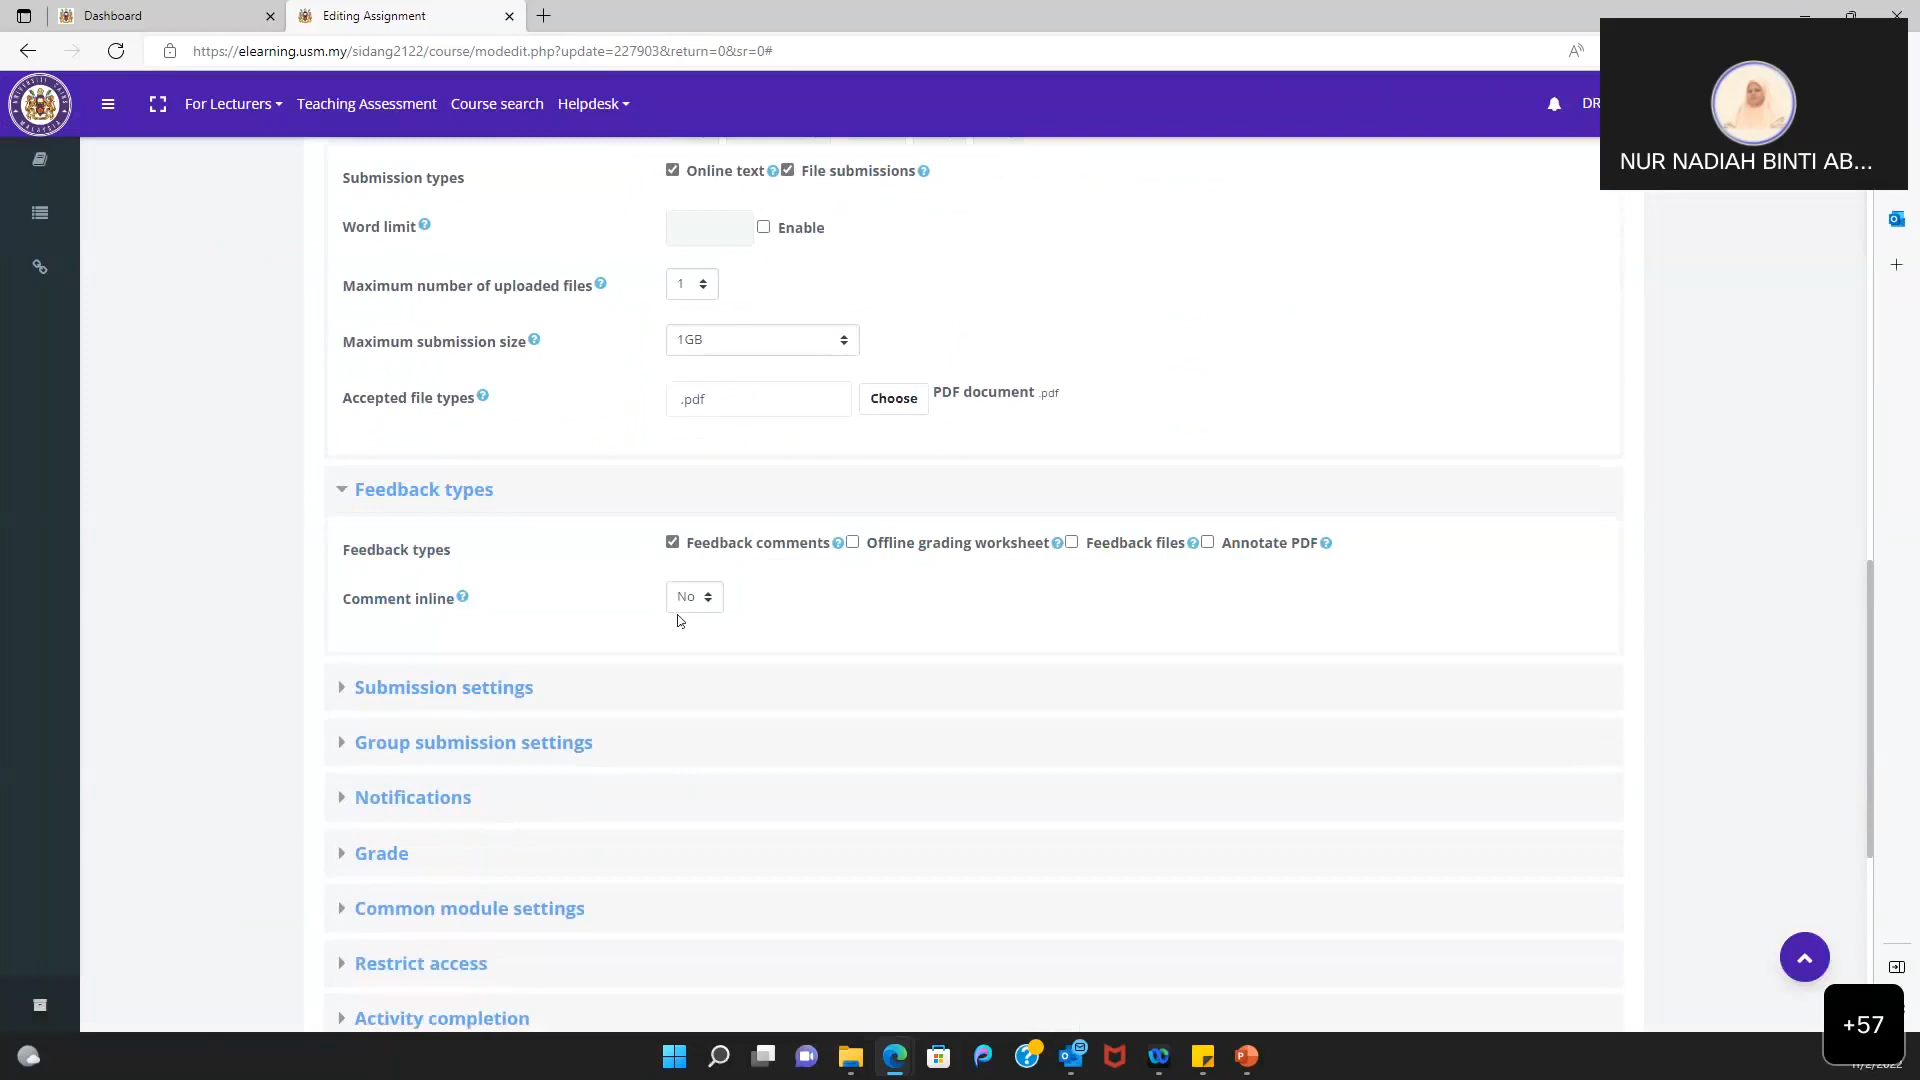 Dashboard
Editing Assignment
https://elearning.usm.my/sidang2122/course/modedit.php?update=227903&return=0&sr=0#
For Lecturers
Teaching Assessment
Course search
Helpdesk
DR
NUR NADIAH BINTI AB...
Submission types
Online text
File submissions
Word limit
Enable
Maximum number of uploaded files
1
Maximum submission size
1GB
Accepted file types
.pdf
Choose
PDF document .pdf
Feedback types
Feedback types
Feedback comments
Offline grading worksheet
Feedback files
Annotate PDF
Comment inline
No
Submission settings
Group submission settings
Notifications
Grade
Common module settings
Restrict access
Activity completion
+57